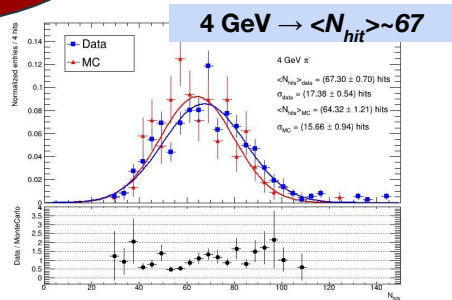 4 GeV → <N_hit>~67
Normalized entries / 4 hits
0.14
0.12
0.1
0.08
0.06
0.04
0.02
0
Data
MC
4 GeV π⁻
<N_hits>_data = (67.30 ± 0.70) hits
σ_data = (17.38 ± 0.54) hits
<N_hits>_MC = (64.32 ± 1.21) hits
σ_MC = (15.66 ± 0.94) hits
Data / MonteCarlo
3.5
3
2.5
2
1.5
1
0.5
0
0 20 40 60 80 100 120 140
N_hits